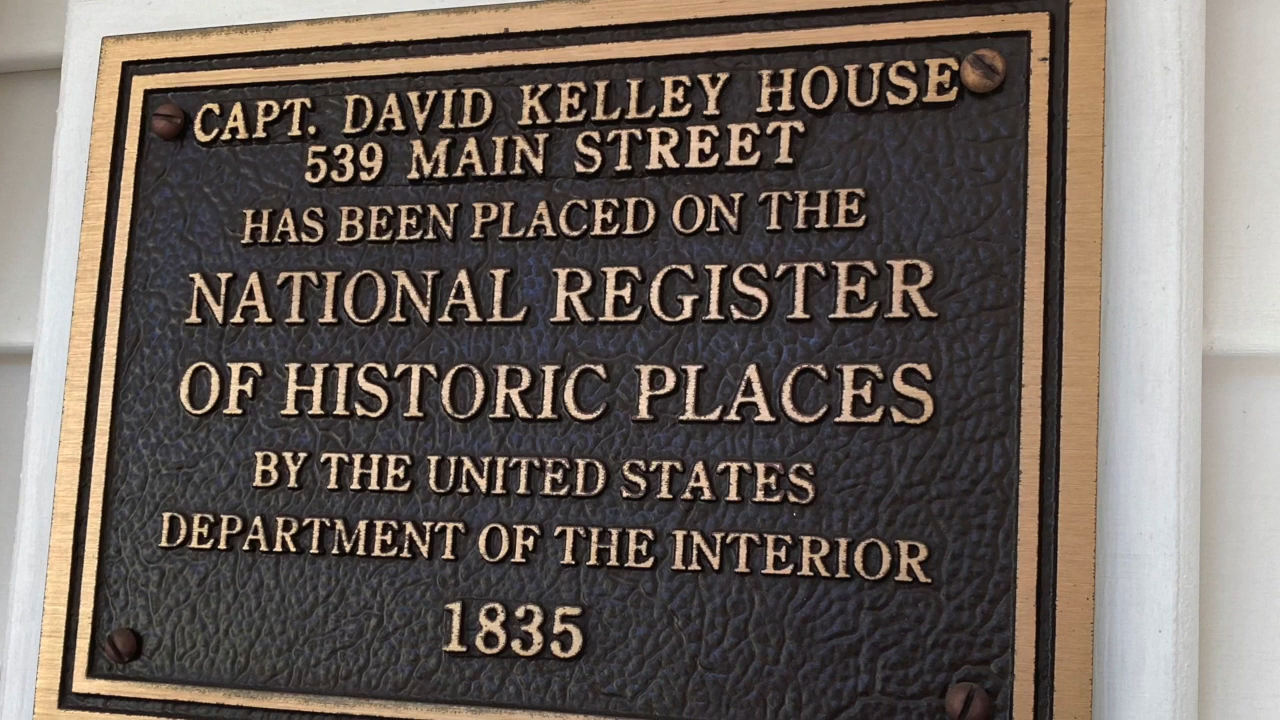 CAPT. DAVID KELLEY HOUSE
539 MAIN STREET
HAS BEEN PLACED ON THE
NATIONAL REGISTER
OF HISTORIC PLACES
BY THE UNITED STATES
DEPARTMENT OF THE INTERIOR
1835